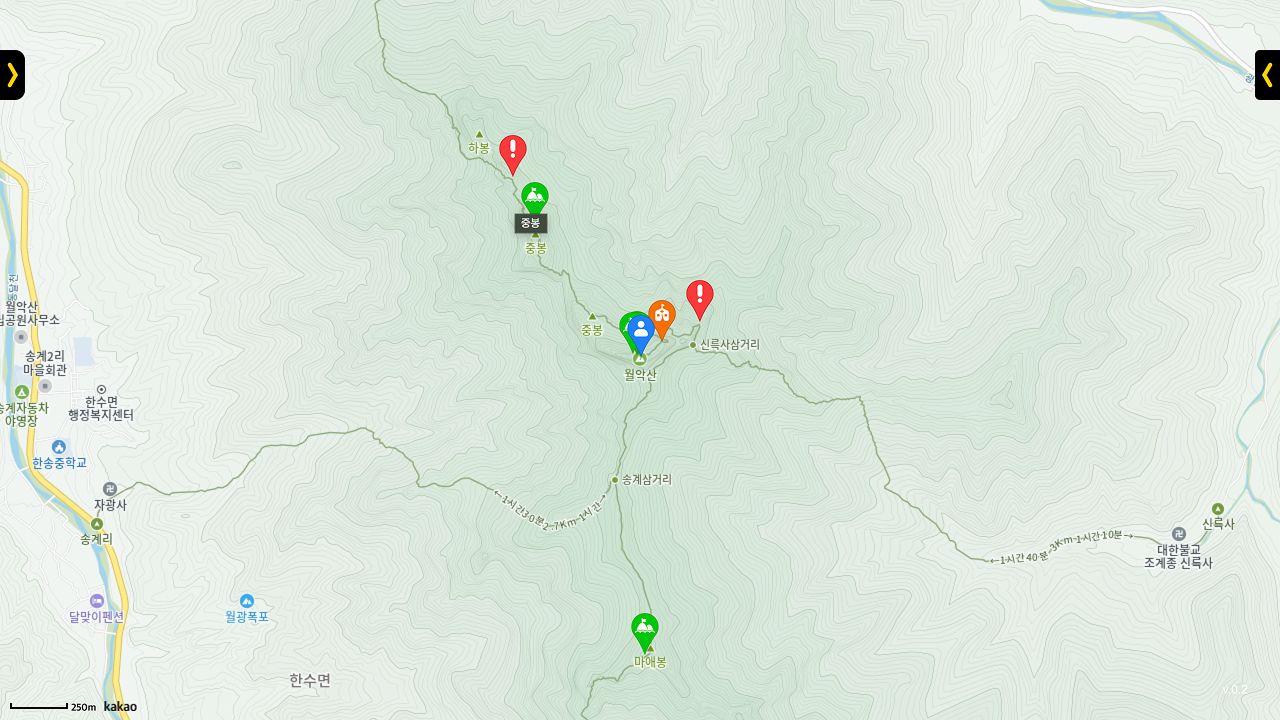 하봉
중봉
중봉
중봉
월악산
신륵사삼거리
월악산
송계2리
마을회관
한수면
행정복지센터
송계자동차
야영장
한송중학교
자광사
송계리
송계삼거리
←1시간30분-2.7Km-1시간→
←1시간 40분-3Km-1시간 10분→
신륵사
대한불교
조계종 신륵사
달맞이펜션
월광폭포
마애봉
한수면
250m kakao
v.0.2